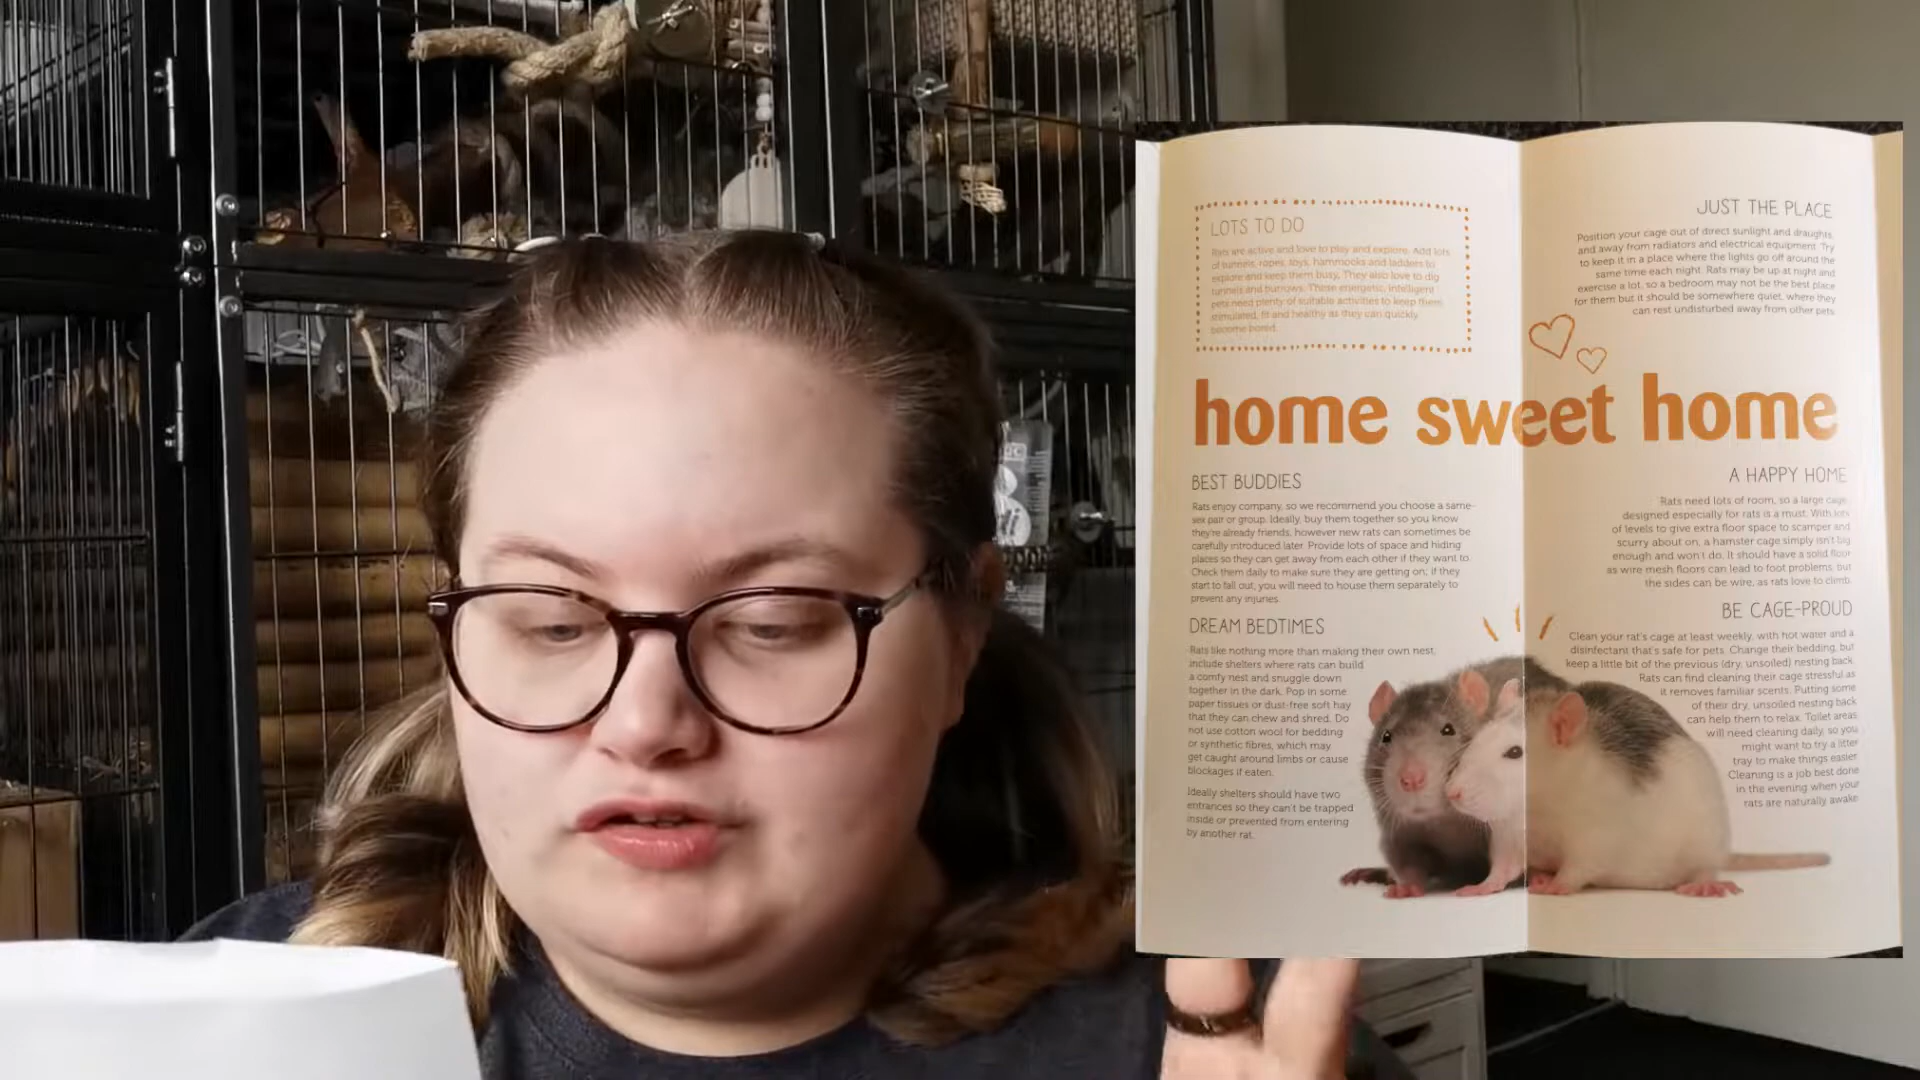 LOTS TO DO
Rats are active and love to play and explore. Add lots
of tunnels, ropes, toys, hammocks and ladders to
explore and keep them busy. They also love to dig
tunnels and burrows. These energetic, intelligent
pets need plenty of suitable activities to keep them
stimulated, fit and healthy as they can quickly
become bored.
JUST THE PLACE
Position your cage out of direct sunlight and draughts,
and away from radiators and electrical equipment. Try
to keep it in a place where the lights go off around the
same time each night. Rats may be up at night and
exercise a lot, so a bedroom may not be the best place
for them but it should be somewhere quiet, where they
can rest undisturbed away from other pets.
home sweet home
BEST BUDDIES
Rats enjoy company, so we recommend you choose a same-
sex pair or group. Ideally, buy them together so you know
they're already friends, however new rats can sometimes be
carefully introduced later. Provide lots of space and hiding
places so they can get away from each other if they want to.
Check them daily to make sure they are getting on; if they
start to fall out, you will need to house them separately to
prevent any injuries.
DREAM BEDTIMES
Rats like nothing more than making their own nest,
include shelters where rats can build
a comfy nest and snuggle down
together in the dark. Pop in some
paper tissues or dust-free soft hay
that they can chew and shred. Do
not use cotton wool for bedding
or synthetic fibres, which may
get caught around limbs or cause
blockages if eaten.
Ideally shelters should have two
entrances so they can't be trapped
inside or prevented from entering
by another rat.
A HAPPY HOME
Rats need lots of room, so a large cage
designed especially for rats is a must. With lots
of levels to give extra floor space to scamper and
scurry about on, a hamster cage simply isn't big
enough and won't do. It should have a solid floor
as wire mesh floors can lead to foot problems, but
the sides can be wire, as rats love to climb.
BE CAGE-PROUD
Clean your rat's cage at least weekly, with hot water and a
disinfectant that's safe for pets. Change their bedding, but
keep a little bit of the previous (dry, unsoiled) nesting back.
Rats can find cleaning their cage stressful as
it removes familiar scents. Putting some
of their dry, unsoiled nesting back
can help them to relax. Toilet areas
will need cleaning daily, so you
might want to try a litter
tray to make things easier.
Cleaning is a job best done
in the evening when your
rats are naturally awake.